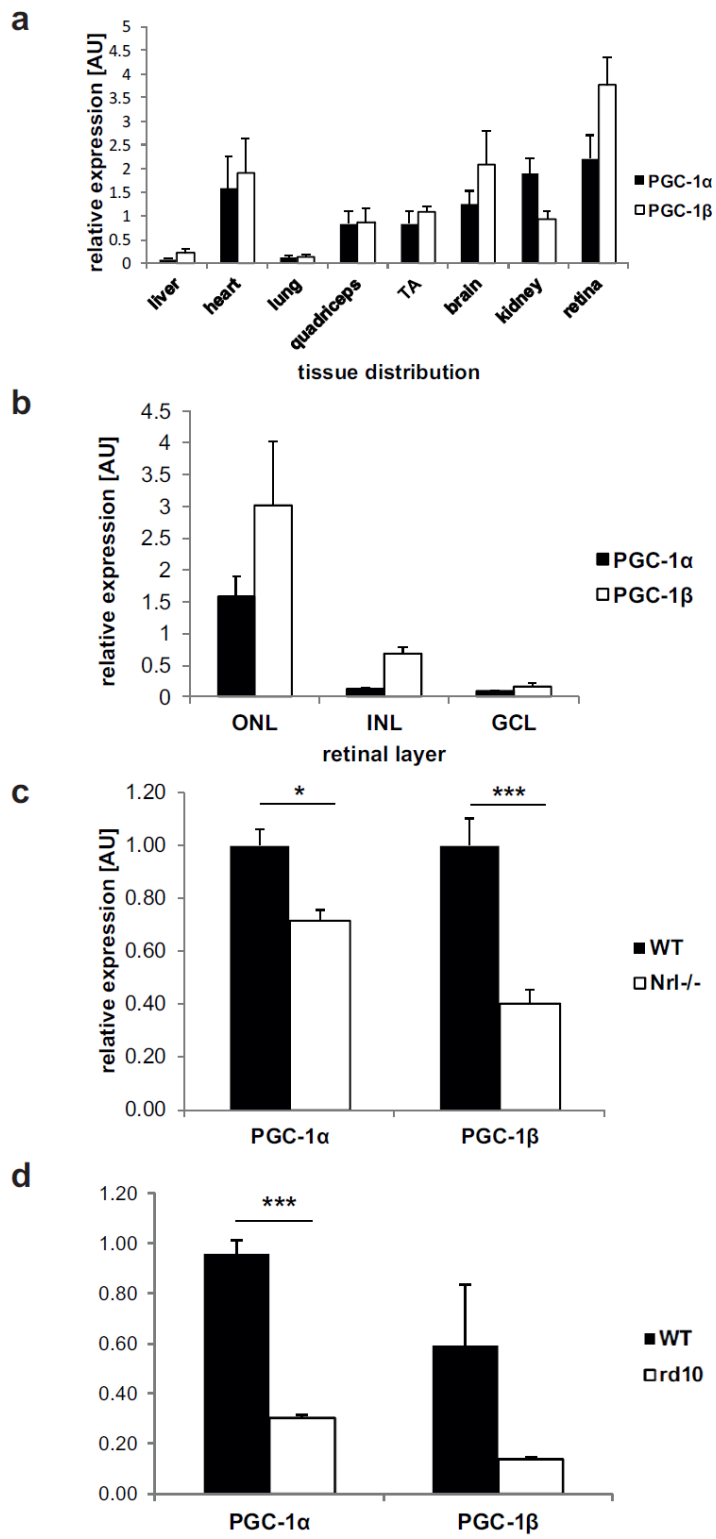 a
relative expression [AU]
5
4.5
4
3.5
3
2.5
2
1.5
1
0.5
0
liver
heart
lung
quadriceps
TA
brain
kidney
retina
tissue distribution
PGC-1α
PGC-1β
b
relative expression [AU]
4.5
4
3.5
3
2.5
2
1.5
1
0.5
0
ONL
INL
GCL
retinal layer
PGC-1α
PGC-1β
c
relative expression [AU]
1.20
1.00
0.80
0.60
0.40
0.20
0.00
*
***
PGC-1α
PGC-1β
WT
Nrl-/-
d
1.20
1.00
0.80
0.60
0.40
0.20
0.00
***
PGC-1α
PGC-1β
WT
rd10